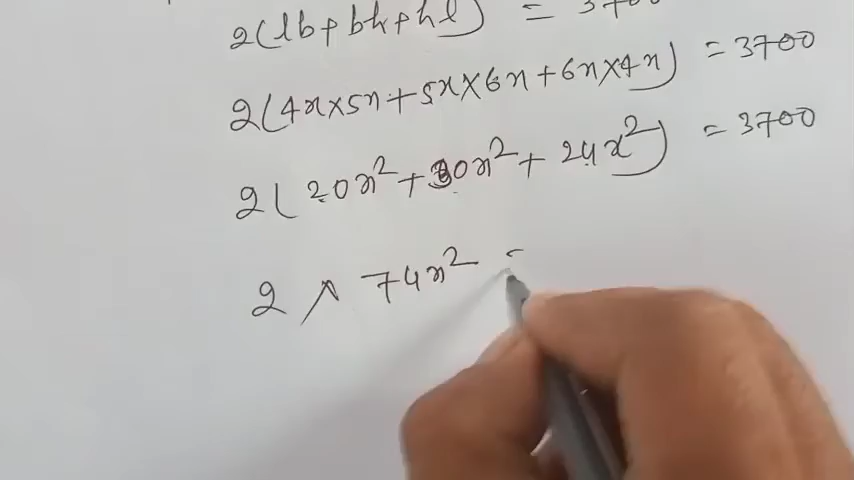 2(lb+bh+hl) = 3700
2(4x×5x+5x×6x+6x×4x) = 3700
2(20x²+30x²+24x²) = 3700
2 × 74x² =